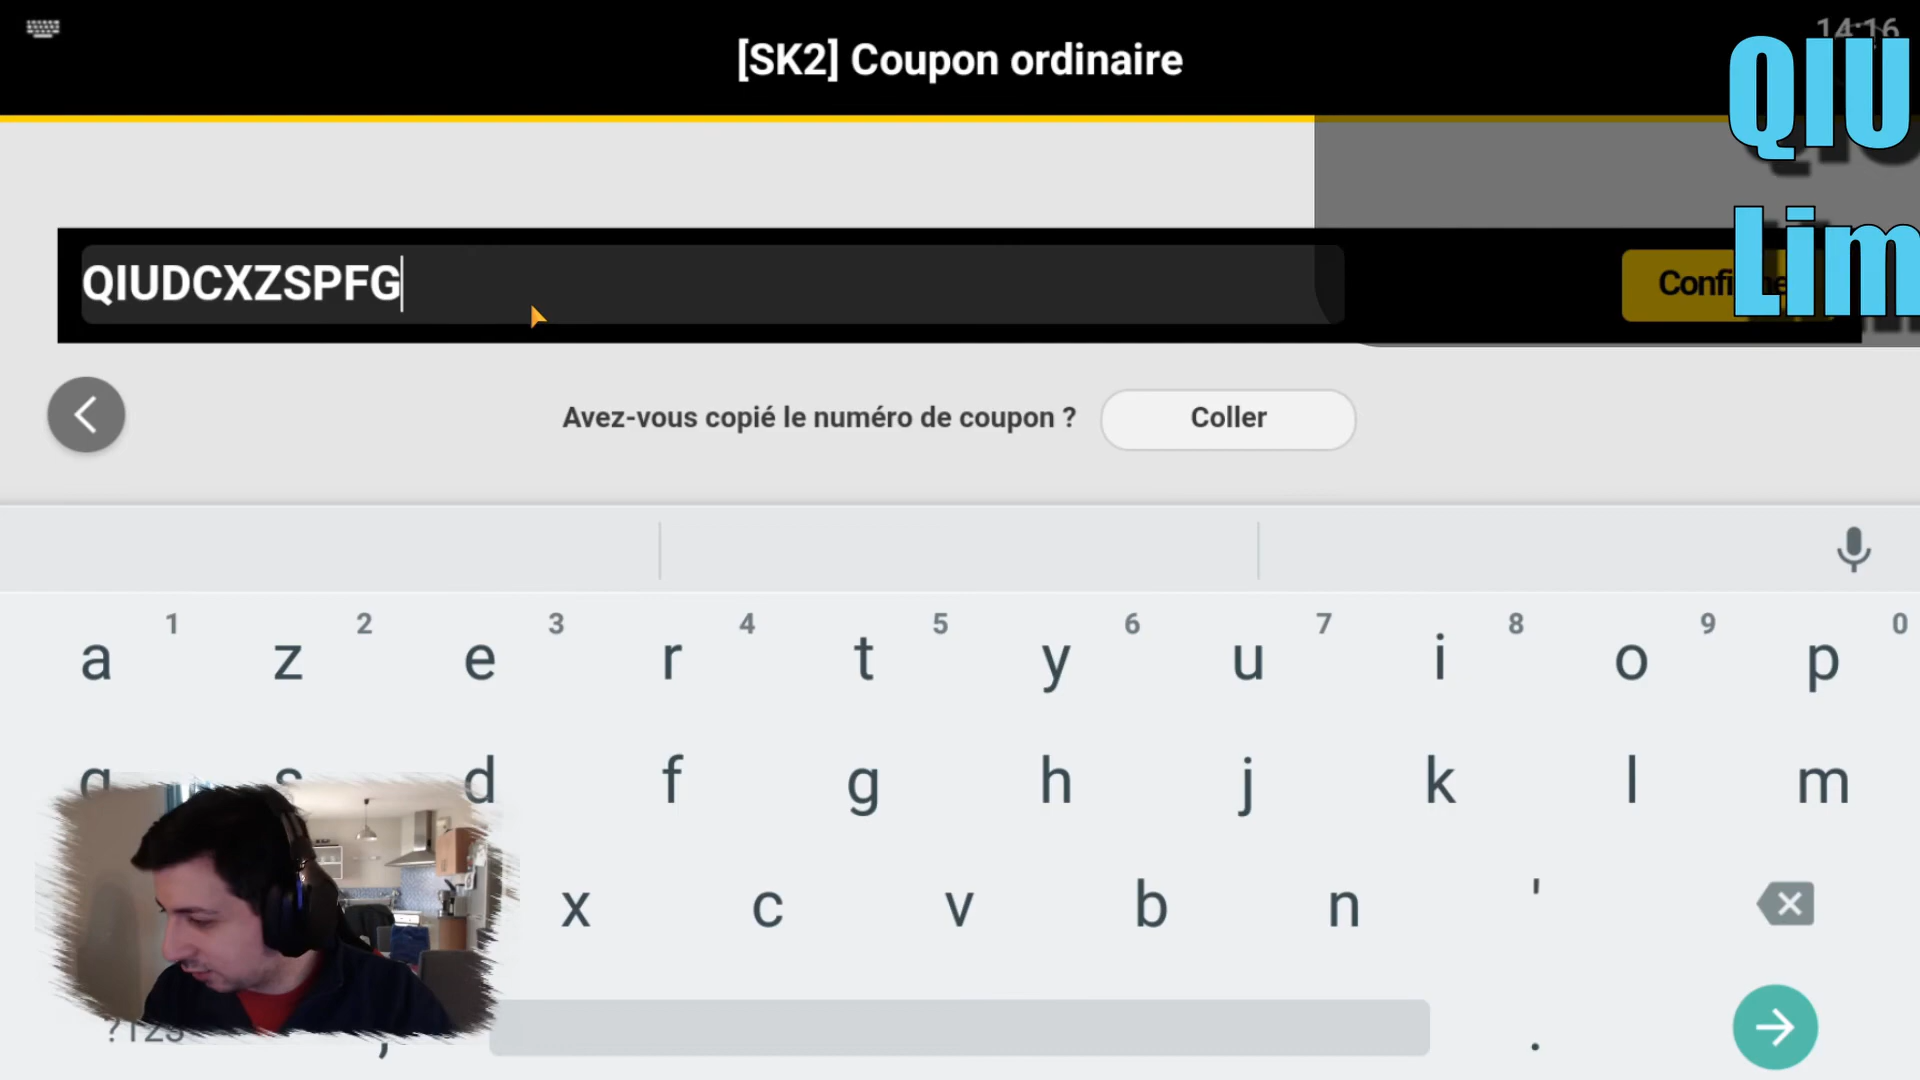 14:16
[SK2] Coupon ordinaire
QIU
QIUDCXZSPFG
Lim
Avez-vous copié le numéro de coupon ?
Coller
1 2 3 4 5 6 7 8 9 0
a z e r t y u i o p
q s d f g h j k l m
x c v b n '
?123 , .